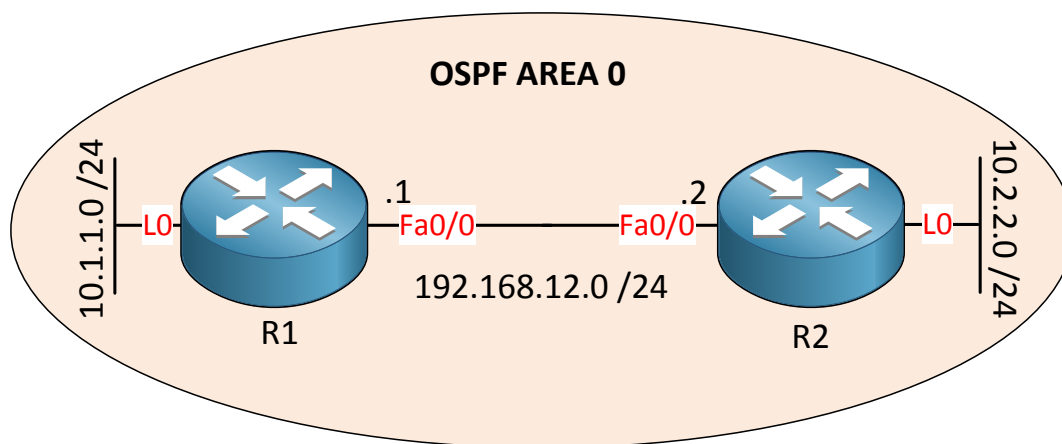 OSPF AREA 0
10.1.1.0 /24
L0
.1
Fa0/0
R1
192.168.12.0 /24
.2
Fa0/0
R2
L0
10.2.2.0 /24